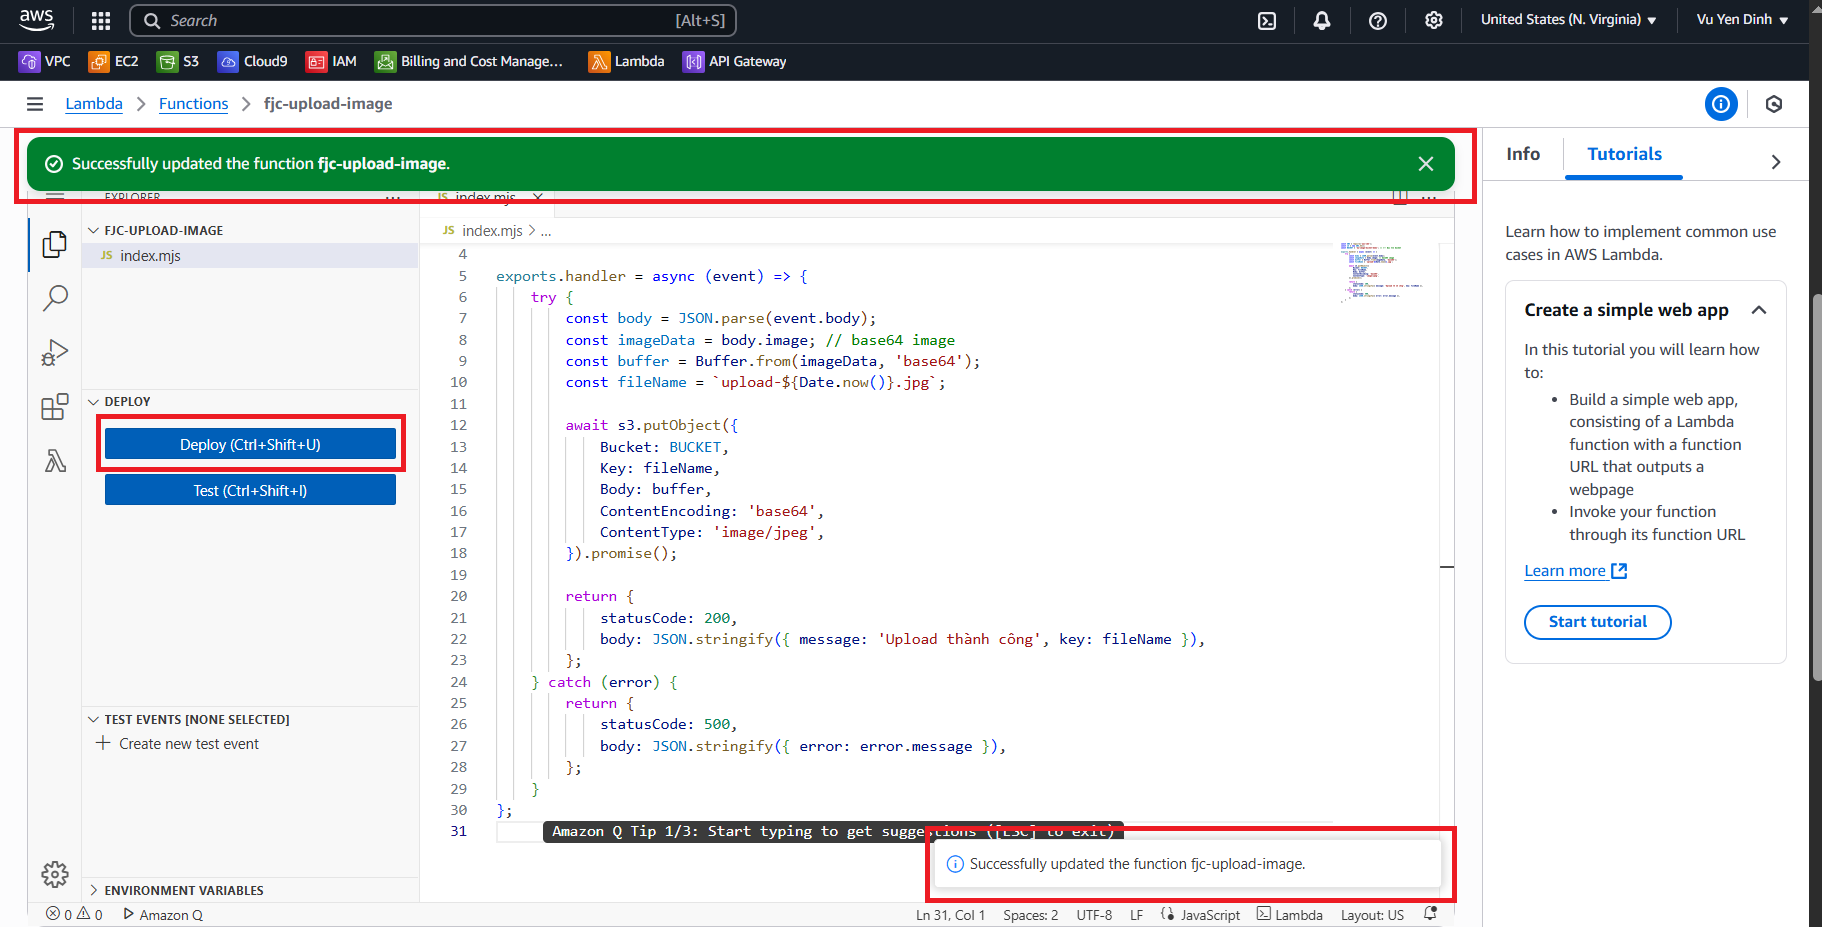 aws
Search [Alt+S]
United States (N. Virginia)
Vu Yen Dinh
VPC EC2 S3 Cloud9 IAM Billing and Cost Manage... Lambda API Gateway
Lambda > Functions > fjc-upload-image
Successfully updated the function fjc-upload-image.
EXPLORER ...
FJC-UPLOAD-IMAGE
JS index.mjs
DEPLOY
Deploy (Ctrl+Shift+U)
Test (Ctrl+Shift+I)
TEST EVENTS [NONE SELECTED]
+ Create new test event
ENVIRONMENT VARIABLES
JS index.mjs
JS index.mjs > ...
4
5 exports.handler = async (event) => {
6 try {
7 const body = JSON.parse(event.body);
8 const imageData = body.image; // base64 image
9 const buffer = Buffer.from(imageData, 'base64');
10 const fileName = `upload-${Date.now()}.jpg`;
11
12 await s3.putObject({
13 Bucket: BUCKET,
14 Key: fileName,
15 Body: buffer,
16 ContentEncoding: 'base64',
17 ContentType: 'image/jpeg',
18 }).promise();
19
20 return {
21 statusCode: 200,
22 body: JSON.stringify({ message: 'Upload thành công', key: fileName }),
23 };
24 } catch (error) {
25 return {
26 statusCode: 500,
27 body: JSON.stringify({ error: error.message }),
28 };
29 }
30 };
31 Amazon Q Tip 1/3: Start typing to get suggestions ([ESC] to exit)
Successfully updated the function fjc-upload-image.
0 0 Amazon Q
Ln 31, Col 1 Spaces: 2 UTF-8 LF JavaScript Lambda Layout: US
Info Tutorials
Learn how to implement common use
cases in AWS Lambda.
Create a simple web app
In this tutorial you will learn how
to:
• Build a simple web app,
consisting of a Lambda
function with a function
URL that outputs a
webpage
• Invoke your function
through its function URL
Learn more
Start tutorial